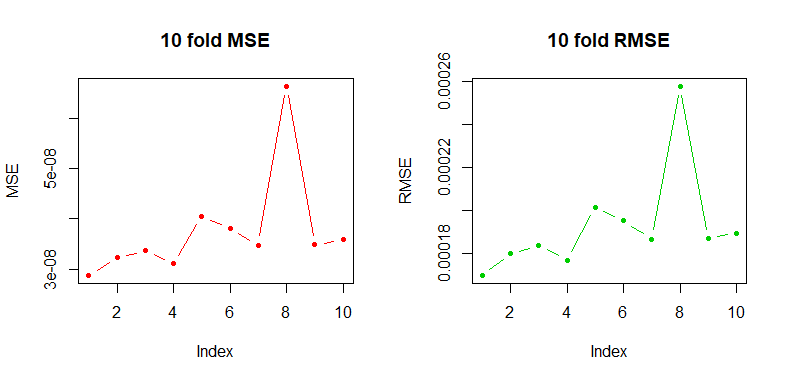 10 fold MSE
MSE
3e-08
5e-08
2
4
6
8
10
Index
10 fold RMSE
RMSE
0.00018
0.00022
0.00026
2
4
6
8
10
Index